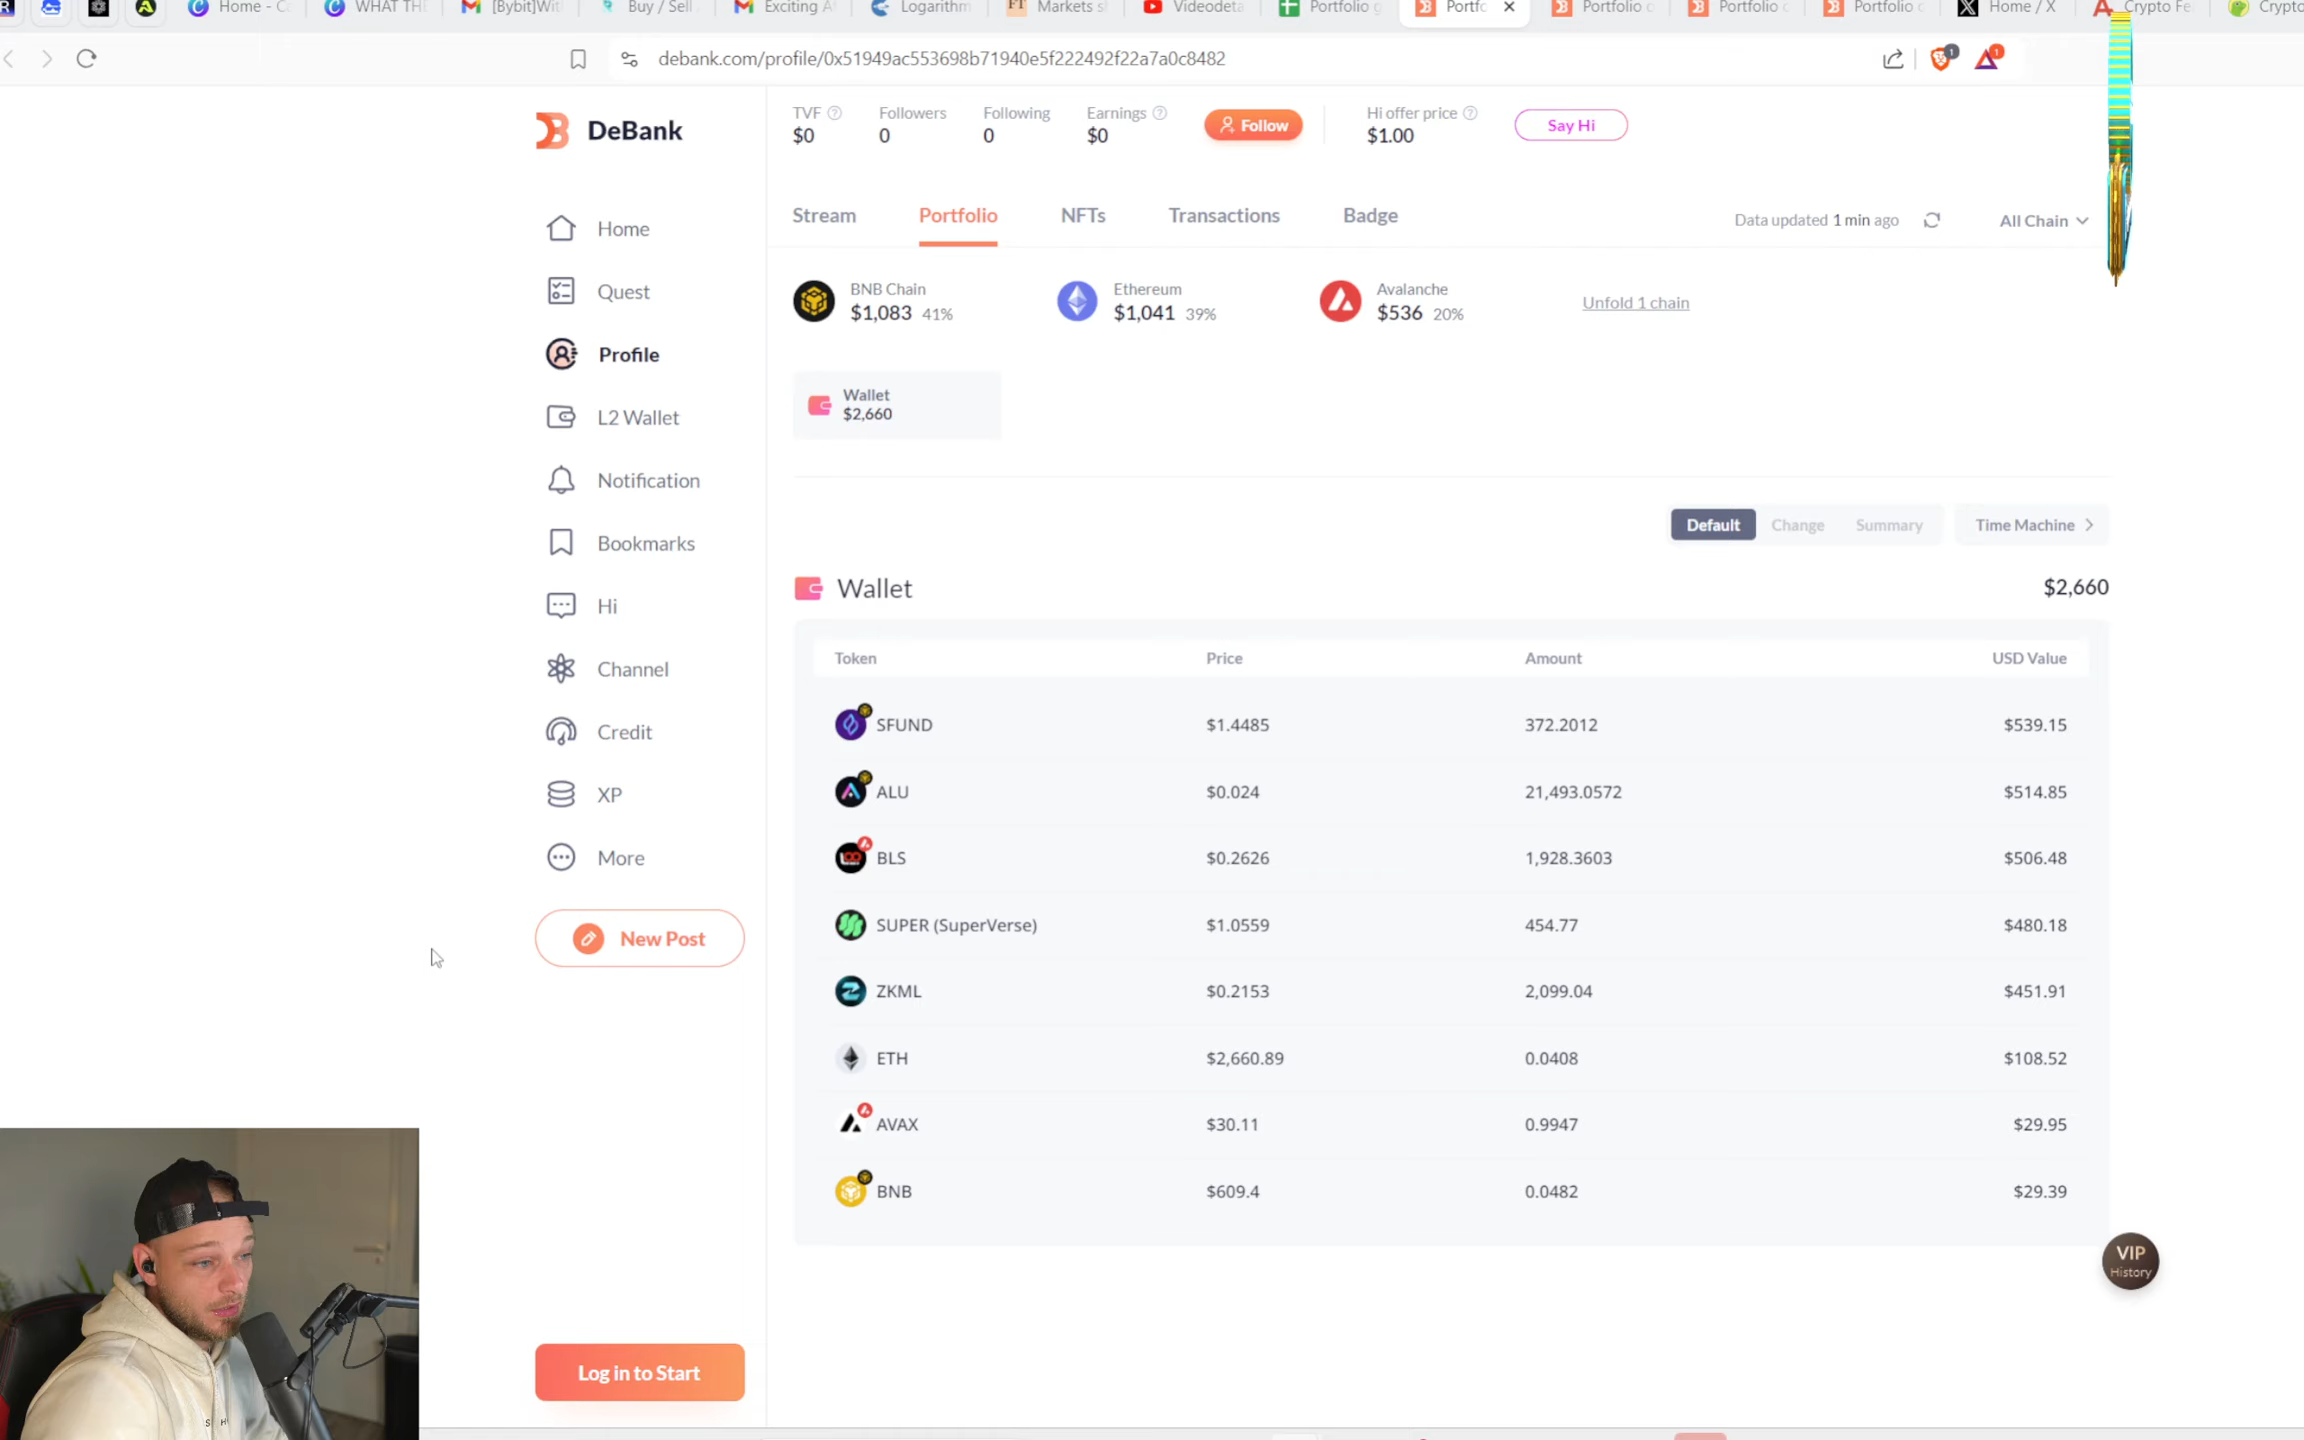 Home - C
WHAT TH
[Bybit]Wit
Buy / Sell
Exciting A
Logarithm
FT
Markets s
Videodeta
Portfolio g
Portfo
Portfolio o
Portfolio o
Portfolio o
Home / X
Crypto Fe
Crypto
debank.com/profile/0x51949ac553698b71940e5f222492f22a7a0c8482
1
1
DeBank
TVF
Followers
Following
Earnings
Follow
Hi offer price
Say Hi
$0
0
0
$0
$1.00
Stream
Portfolio
NFTs
Transactions
Badge
Data updated 1 min ago
All Chain
BNB Chain
$1,083 41%
Ethereum
$1,041 39%
Avalanche
$536 20%
Unfold 1 chain
Wallet
$2,660
Home
Quest
Profile
L2 Wallet
Notification
Bookmarks
Hi
Channel
Credit
XP
More
New Post
Log in to Start
Default
Change
Summary
Time Machine
Wallet
$2,660
Token Price Amount USD Value
SFUND $1.4485 372.2012 $539.15
ALU $0.024 21,493.0572 $514.85
BLS $0.2626 1,928.3603 $506.48
SUPER (SuperVerse) $1.0559 454.77 $480.18
ZKML $0.2153 2,099.04 $451.91
ETH $2,660.89 0.0408 $108.52
AVAX $30.11 0.9947 $29.95
BNB $609.4 0.0482 $29.39
VIP
History